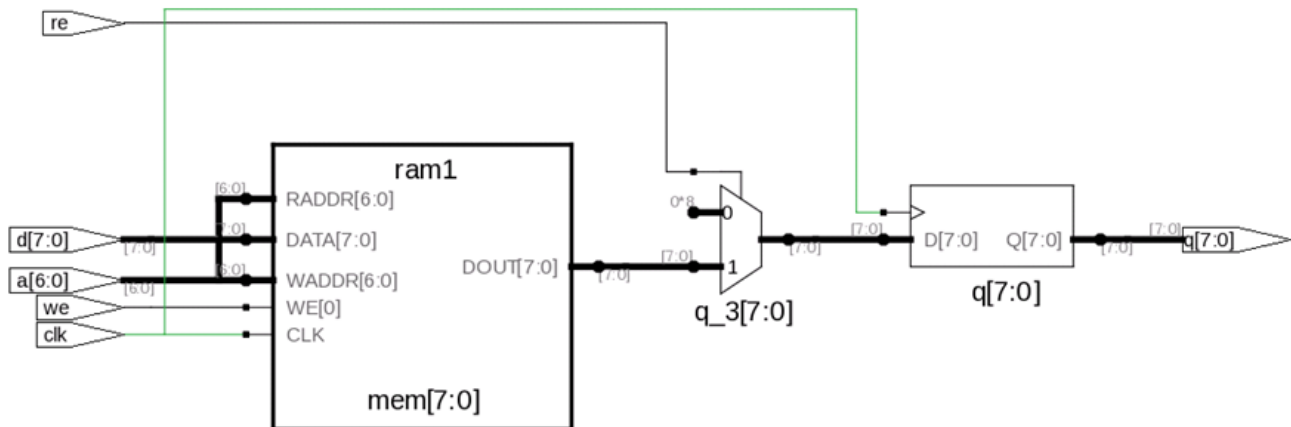 re
ram1
[6:0]
RADDR[6:0]
0*8
0
d[7:0]
[7:0]
[7:0]
DATA[7:0]
[7:0]
[7:0]
D[7:0]
Q[7:0]
[7:0]
[7:0]
q[7:0]
a[6:0]
[6:0]
[6:0]
WADDR[6:0]
DOUT[7:0]
[7:0]
[7:0]
1
we
WE[0]
q_3[7:0]
q[7:0]
clk
CLK
mem[7:0]